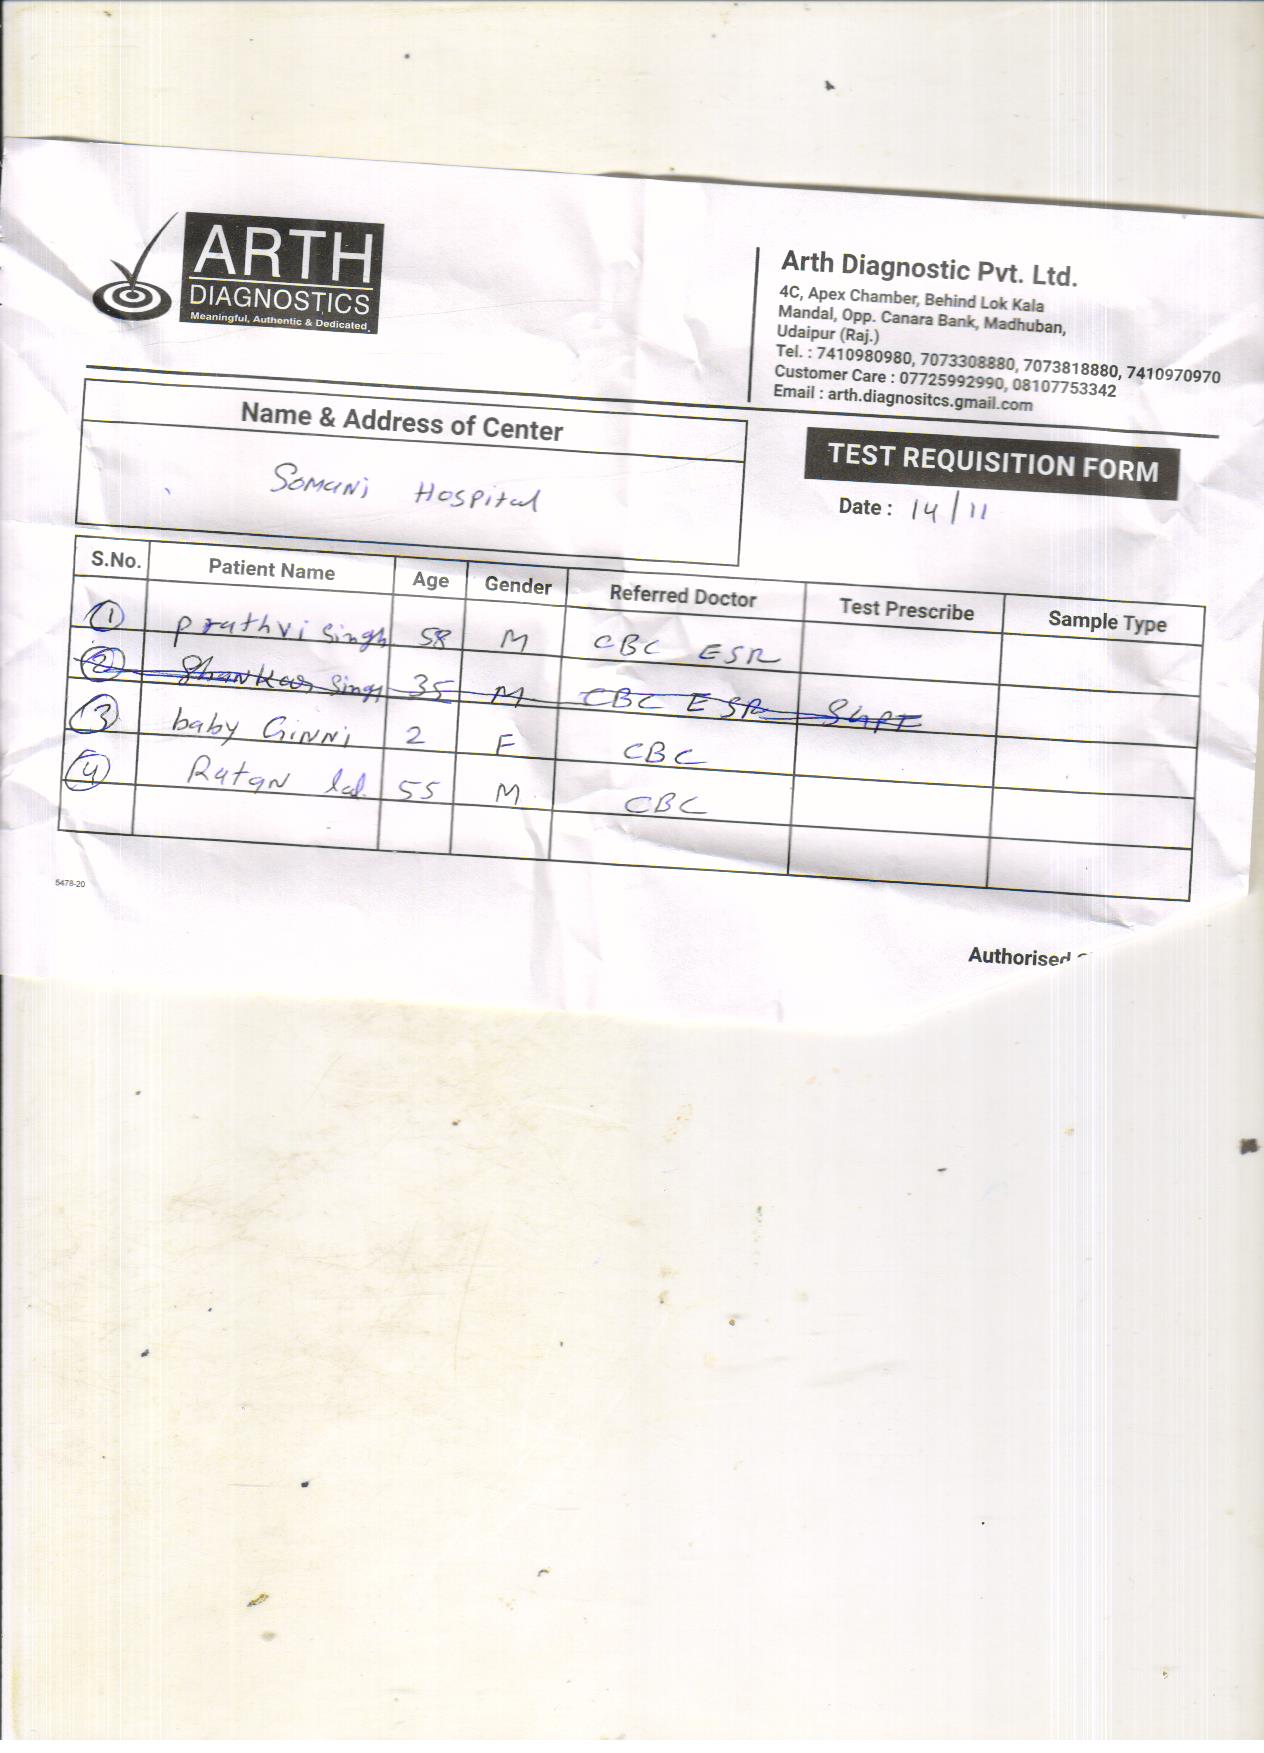 ARTH
DIAGNOSTICS
Meaningful, Authentic & Dedicated.
Arth Diagnostic Pvt. Ltd.
4C, Apex Chamber, Behind Lok Kala
Mandal, Opp. Canara Bank, Madhuban,
Udaipur (Raj.)
Tel. : 7410980980, 7073308880, 7073818880, 7410970970
Customer Care : 07725992990, 08107753342
Email : arth.diagnositcs.gmail.com
Name & Address of Center
Somani Hospital
TEST REQUISITION FORM
Date : 14/11
S.No. Patient Name Age Gender Referred Doctor Test Prescribe Sample Type
1 prathvi singh 58 M CBC ESR
2 Shankar singh 35 M CBC ESR SGPT
3 baby Ginni 2 F CBC
4 Ratan lal 55 M CBC
5478-20
Authorised